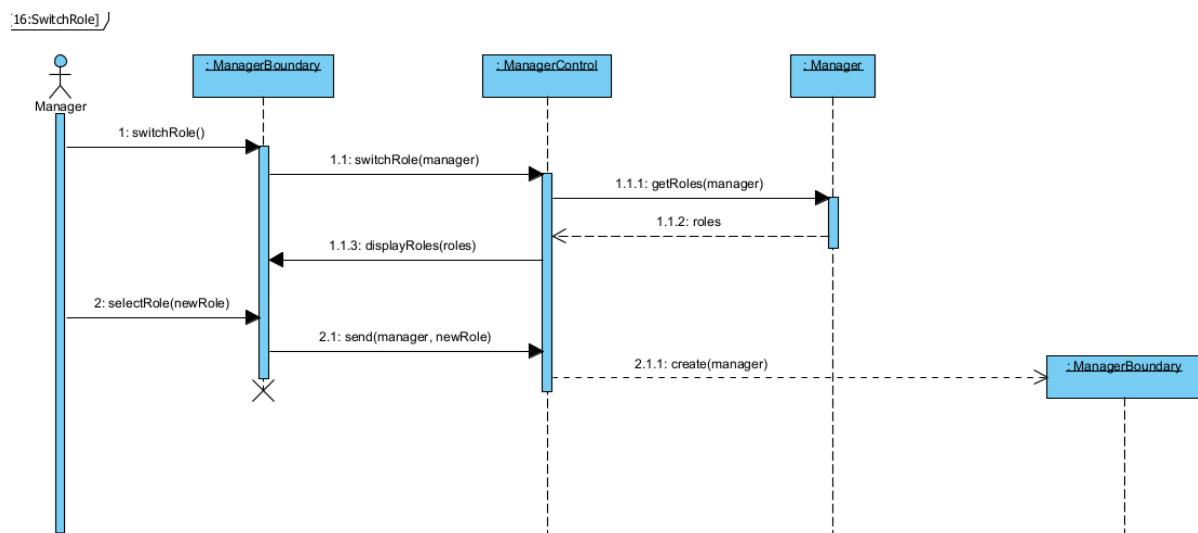 16:SwitchRole]
: ManagerBoundary
: ManagerControl
: Manager
Manager
1: switchRole()
1.1: switchRole(manager)
1.1.1: getRoles(manager)
1.1.2: roles
1.1.3: displayRoles(roles)
2: selectRole(newRole)
2.1: send(manager, newRole)
2.1.1: create(manager)
: ManagerBoundary